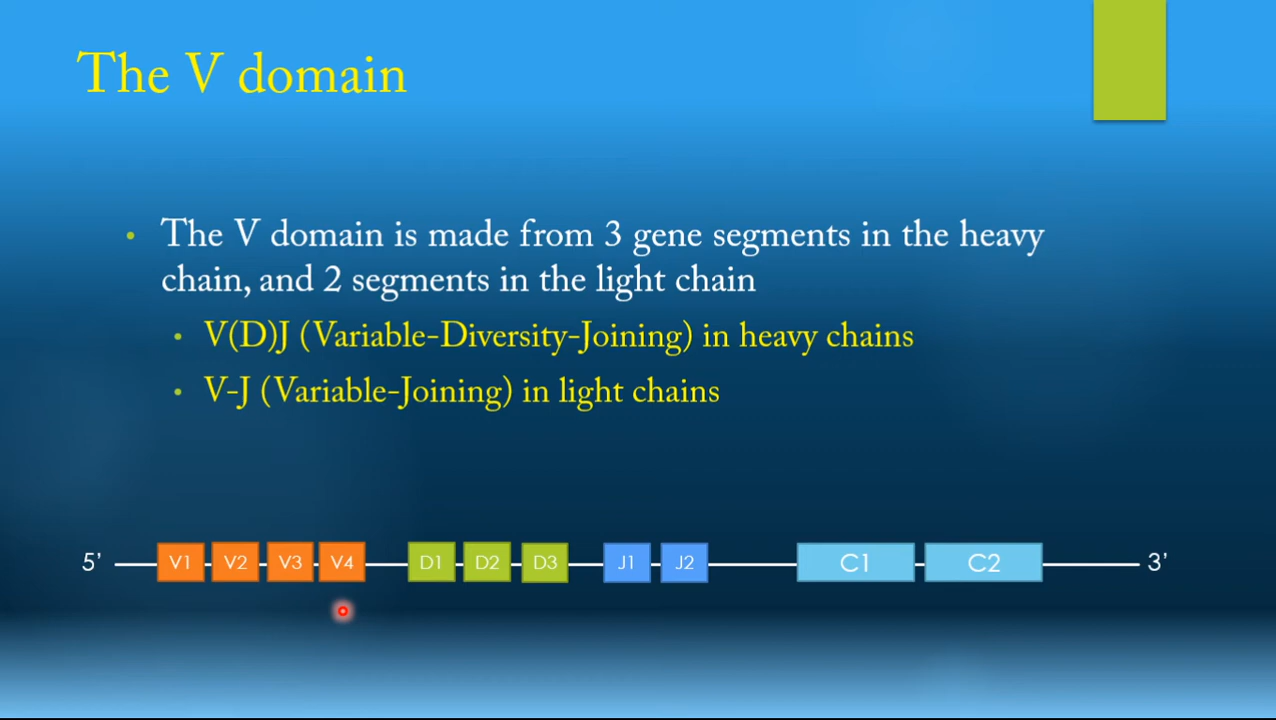 The V domain
• The V domain is made from 3 gene segments in the heavy
chain, and 2 segments in the light chain
• V(D)J (Variable-Diversity-Joining) in heavy chains
• V-J (Variable-Joining) in light chains
5’ V1 V2 V3 V4 D1 D2 D3 J1 J2 C1 C2 3’